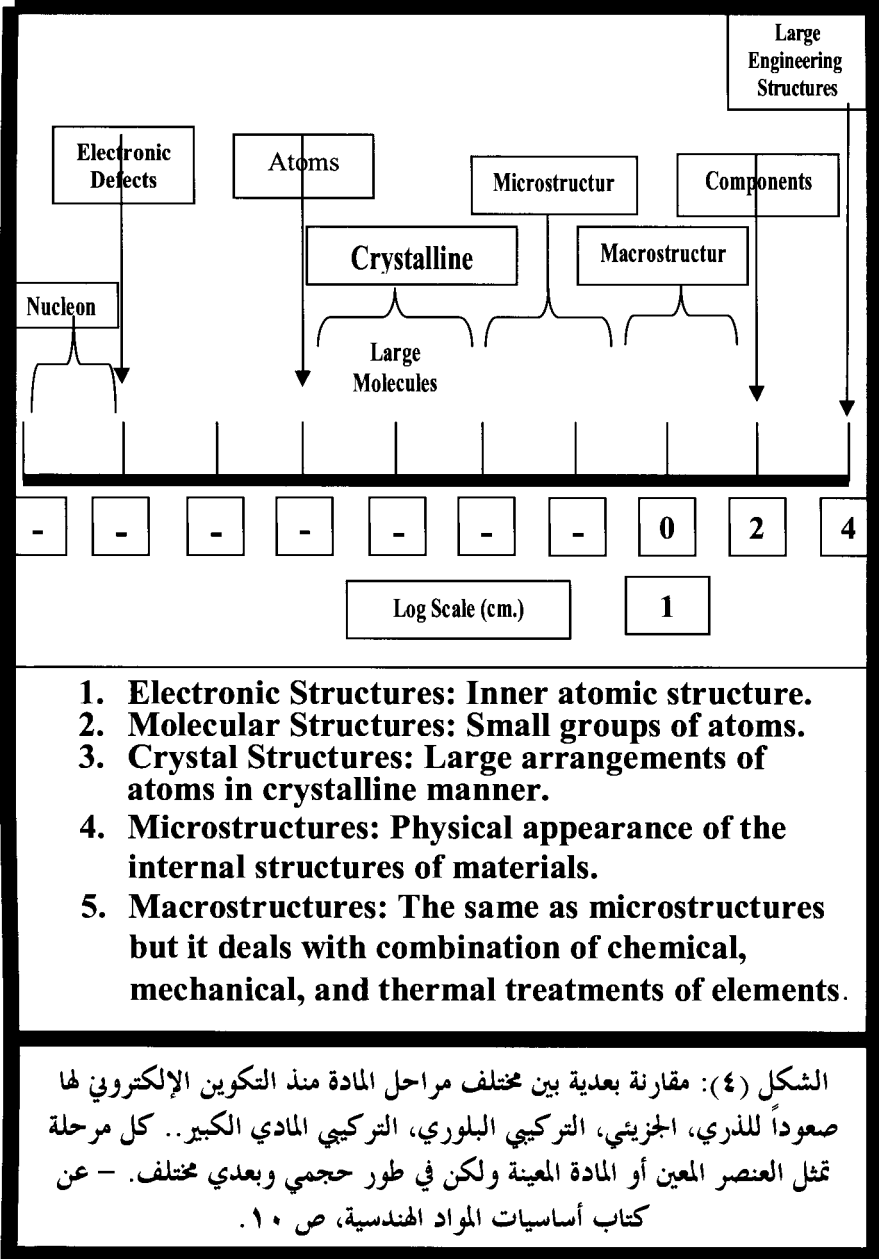 Large
Engineering
Structures
Electronic
Defects
Atoms
Microstructur
Components
Crystalline
Macrostructur
Nucleon
Large
Molecules
- - - - - - - 0 2 4
Log Scale (cm.) 1
1. Electronic Structures: Inner atomic structure.
2. Molecular Structures: Small groups of atoms.
3. Crystal Structures: Large arrangements of
atoms in crystalline manner.
4. Microstructures: Physical appearance of the
internal structures of materials.
5. Macrostructures: The same as microstructures
but it deals with combination of chemical,
mechanical, and thermal treatments of elements.
الشكل (٤): مقارنة بعدية بين مختلف مراحل المادة منذ التكوين الإلكتروني لها
صعوداً للذري، الجزيئي، التركيبي البلوري، التركيبي المادي الكبير.. كل مرحلة
تمثل العنصر المعين أو المادة المعينة ولكن في طور حجمي وبعدي مختلف. – عن
كتاب أساسيات المواد الهندسية، ص ١٠.